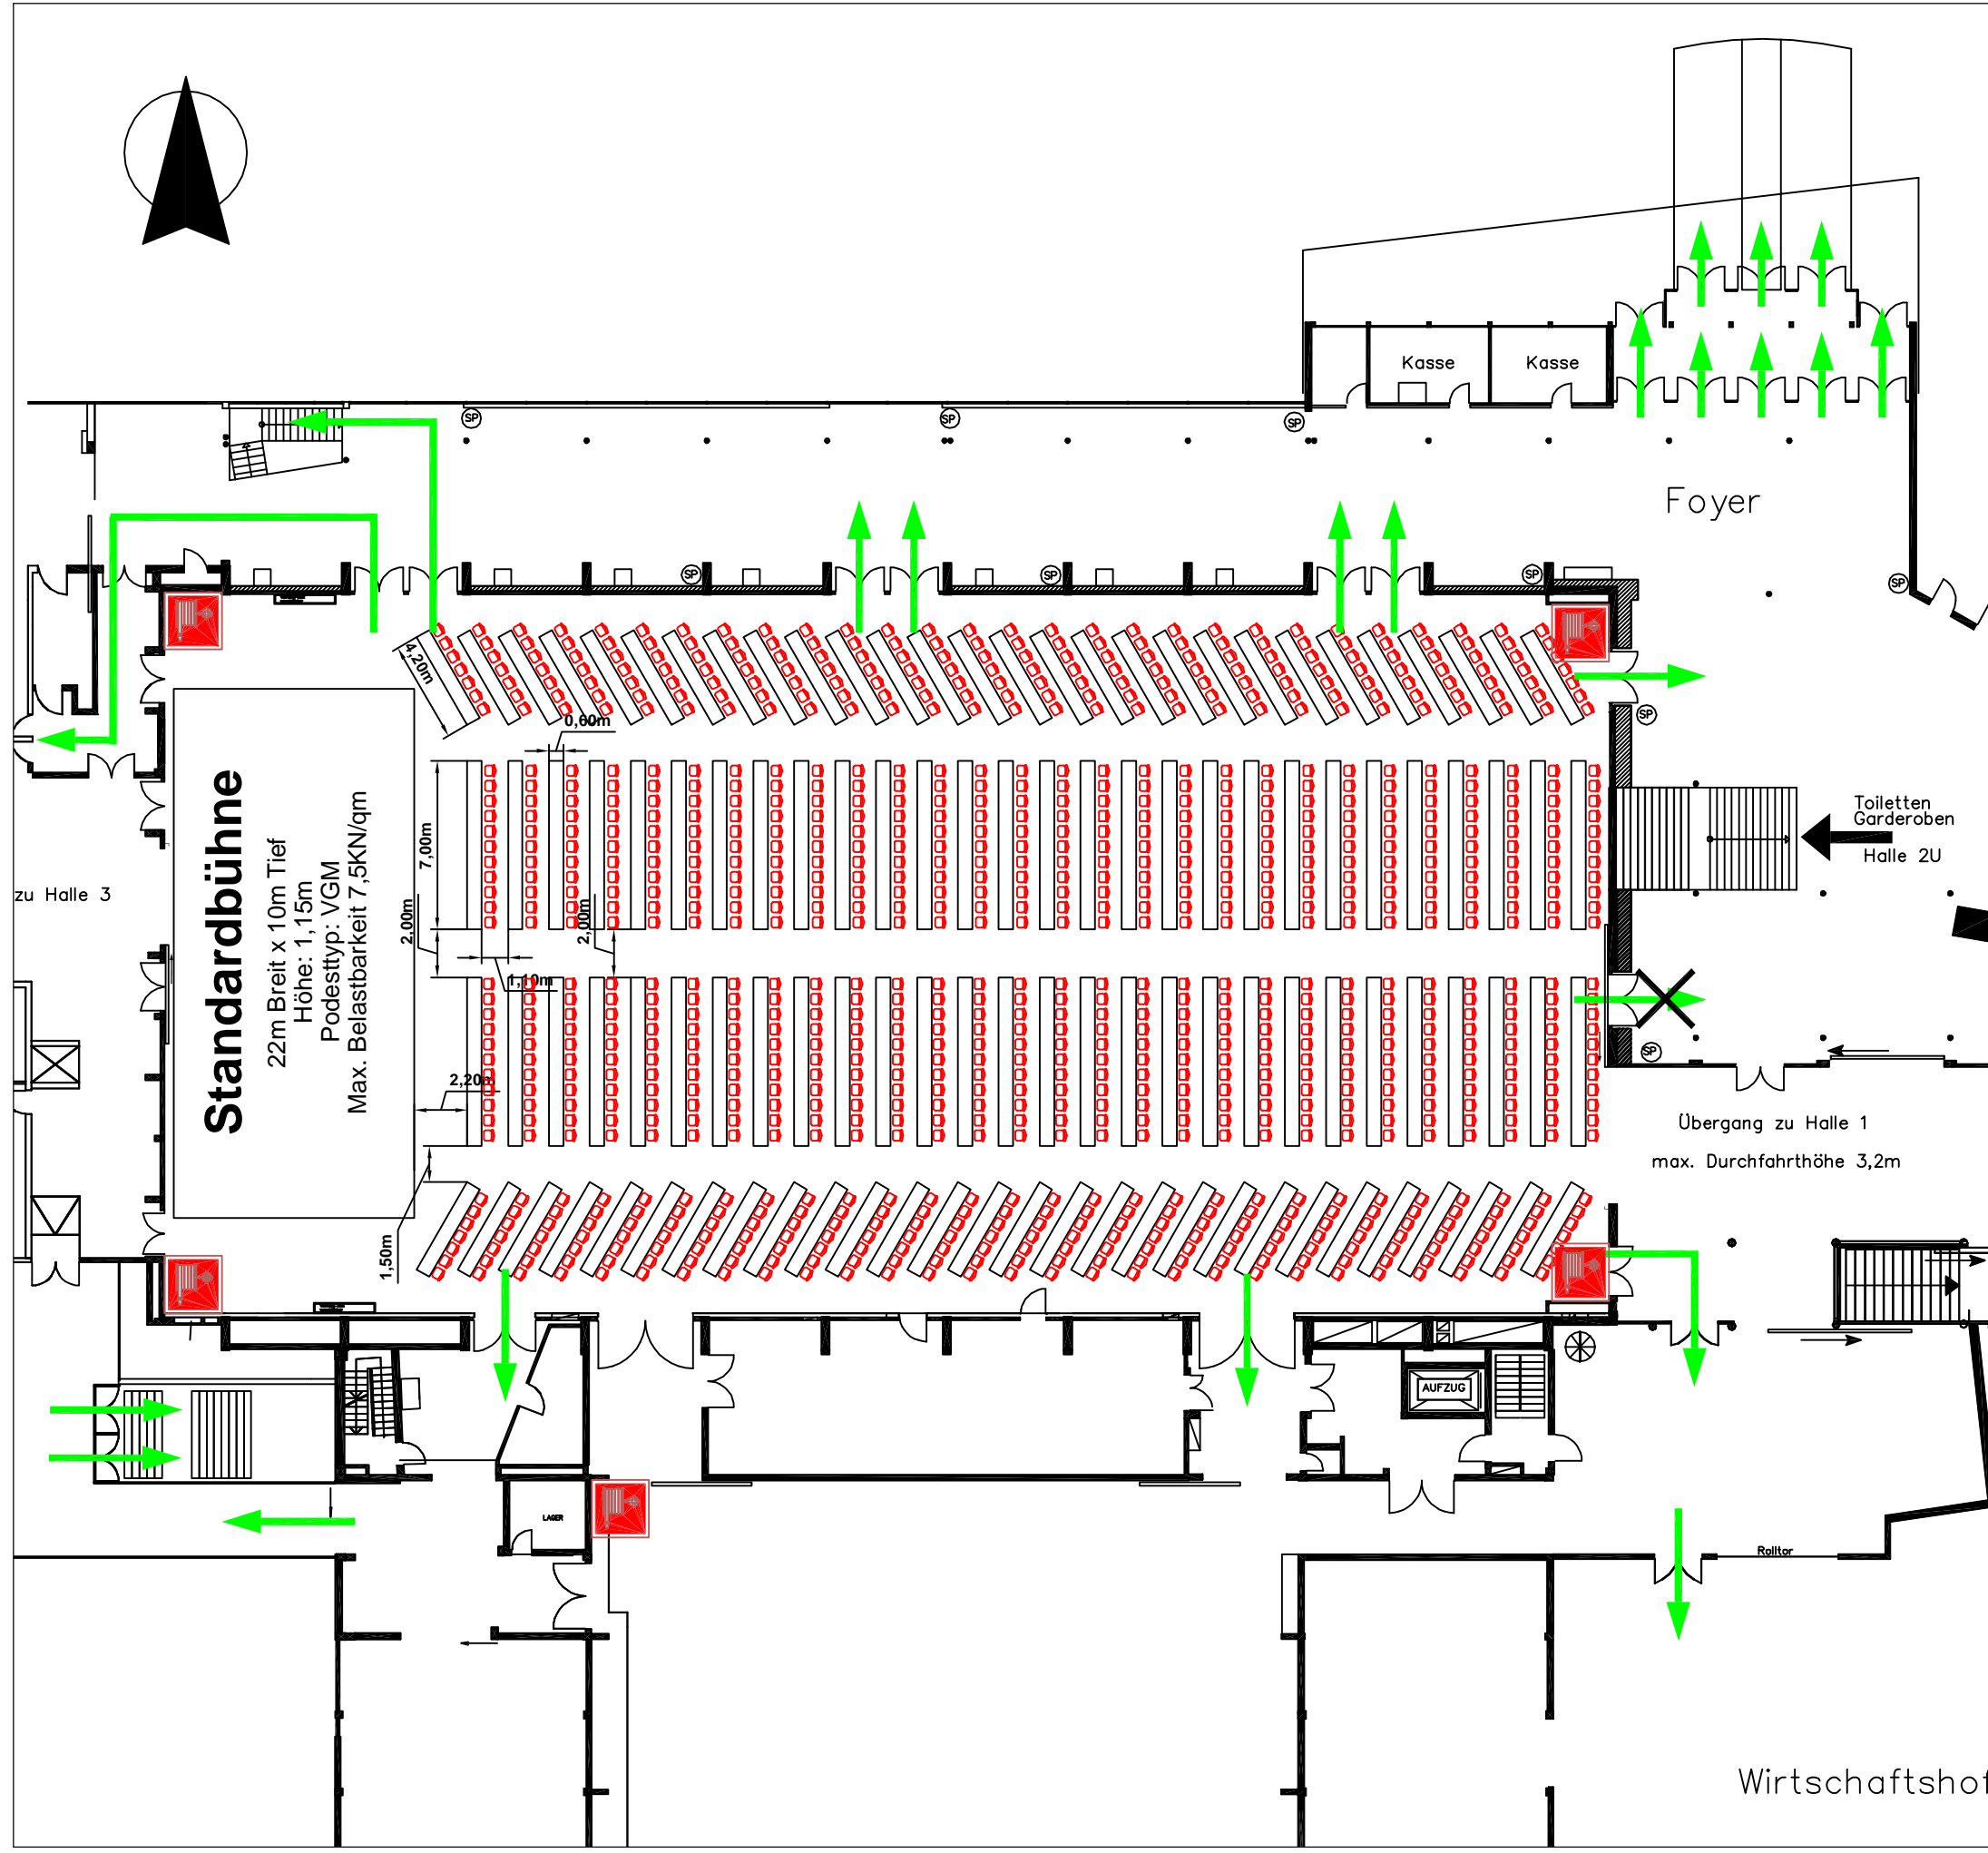 Kasse
Kasse
SP
SP
SP
Foyer
SP
SP
SP
SP
4,20m
0,60m
SP
Toiletten
Garderoben
Halle 2U
7,00m
zu Halle 3
Standardbühne
22m Breit x 10m Tief
Höhe: 1,15m
Podesttyp: VGM
Max. Belastbarkeit 7,5KN/qm
2,00m
2,00m
1,10m
SP
2,20m
Übergang zu Halle 1
max. Durchfahrthöhe 3,2m
1,50m
AUFZUG
LAGER
Rolltor
Wirtschaftshof